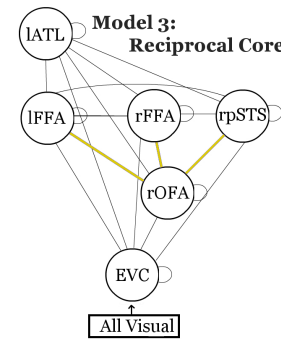 Model 3:
Reciprocal Core
lATL
lFFA
rFFA
rpSTS
rOFA
EVC
All Visual